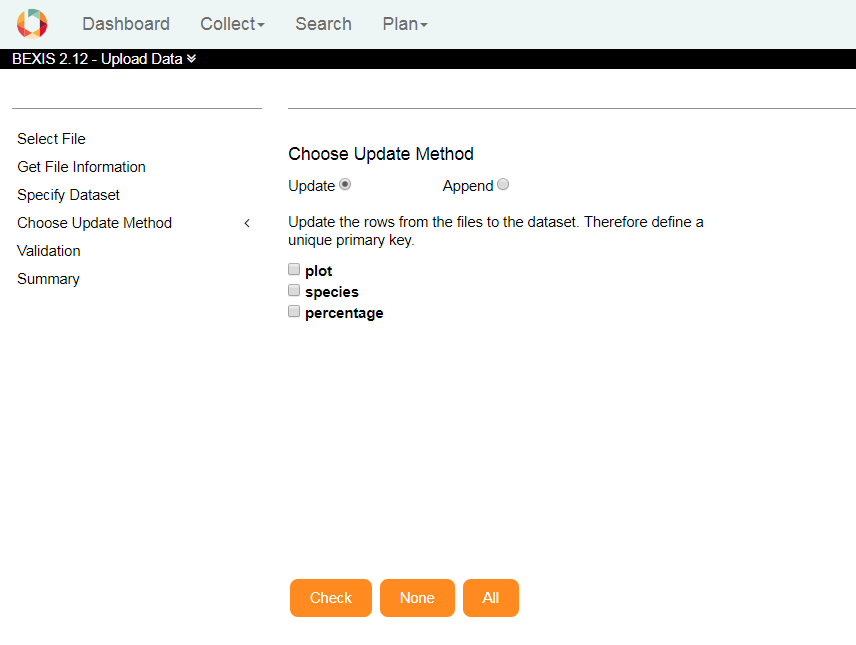 Dashboard Collect Search Plan
BEXIS 2.12 - Upload Data
Select File
Get File Information
Specify Dataset
Choose Update Method <
Validation
Summary
Choose Update Method
Update Append
Update the rows from the files to the dataset. Therefore define a
unique primary key.
plot
species
percentage
Check None All